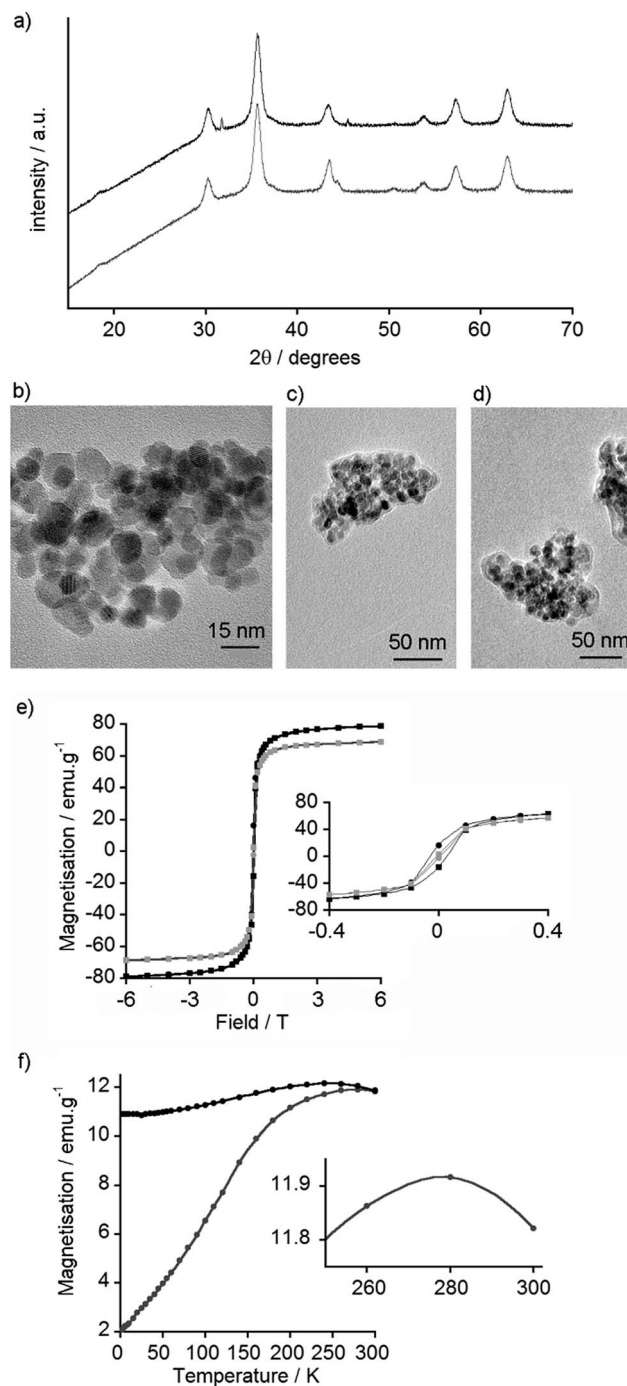 a)
intensity / a.u.
20 30 40 50 60 70
2θ / degrees
b)
c)
d)
15 nm
50 nm
50 nm
e)
Magnetisation / emu.g⁻¹
80
60
40
20
0
-20
-40
-60
-80
-6 -3 0 3 6
Field / T
80
40
0
-40
-80
-0.4 0 0.4
f)
Magnetisation / emu.g⁻¹
12
10
8
6
4
2
0 50 100 150 200 250 300
Temperature / K
11.9
11.8
260 280 300